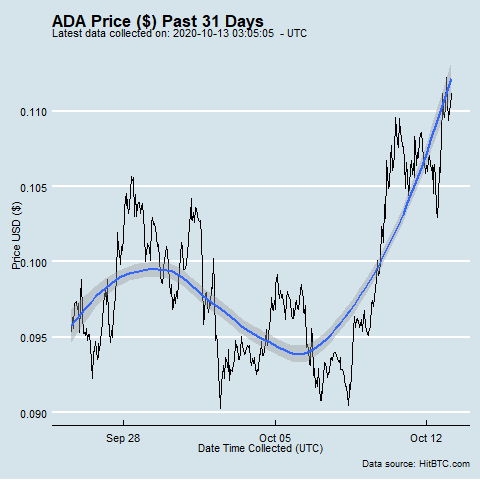 ADA Price ($) Past 31 Days
Latest data collected on: 2020-10-13 03:05:05 - UTC
0.110
0.105
0.100
0.095
0.090
Price USD ($)
Sep 28
Oct 05
Oct 12
Date Time Collected (UTC)
Data source: HitBTC.com